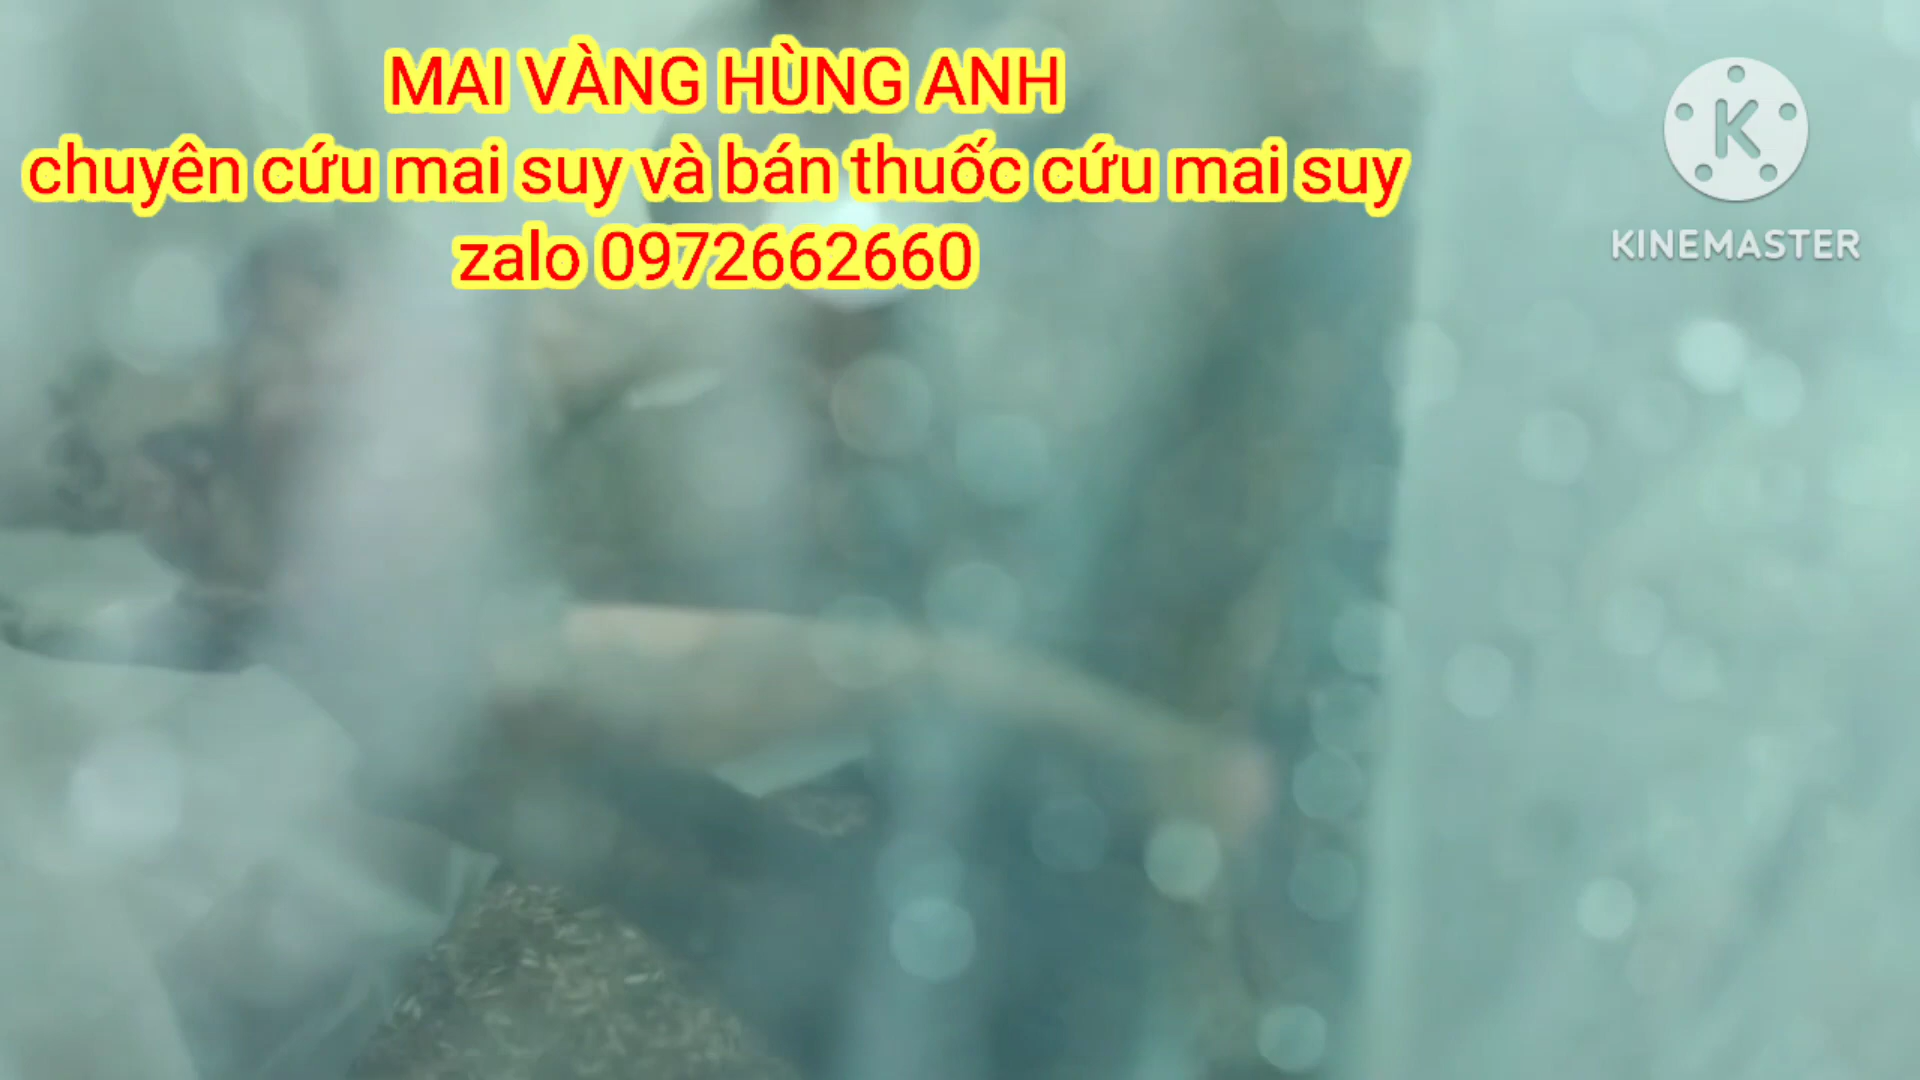 MAI VÀNG HÙNG ANH
chuyên cứu mai suy và bán thuốc cứu mai suy
zalo 0972662660
K
KINEMASTER